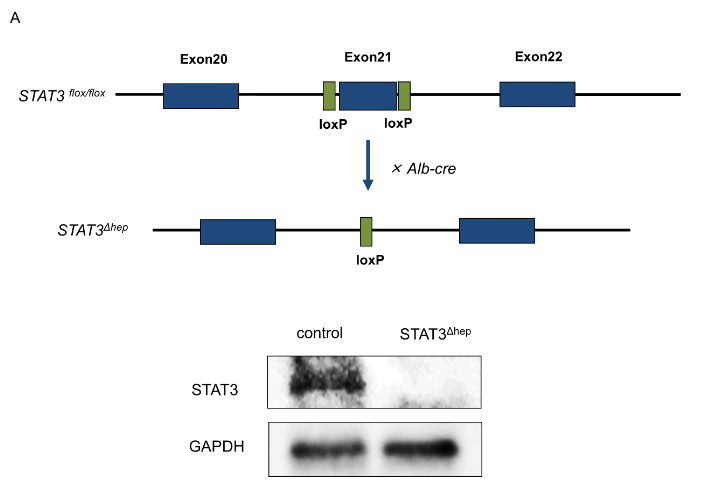 A
Exon20 Exon21 Exon22
STAT3 flox/flox
loxP loxP
× Alb-cre
STAT3Δhep
loxP
control STAT3Δhep
STAT3
GAPDH